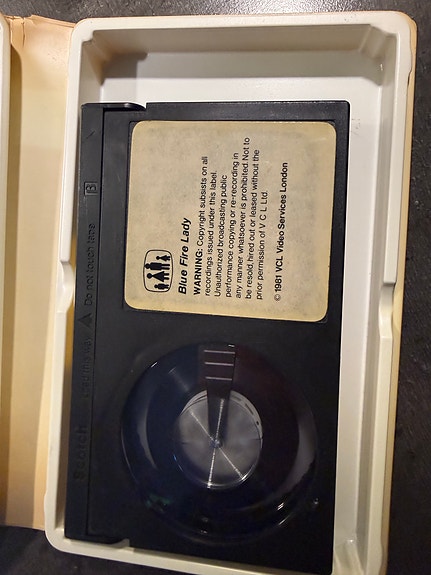 Blue Fire Lady
WARNING: Copyright subsists on all
recordings issued under this label.
Unauthorized broadcasting public
performance copying or re-recording in
any manner whatsoever is prohibited. Not to
be resold, hired out or leased without the
prior permission of V C L Ltd.
© 1981 VCL Video Services London
Scotch Do not touch tape B